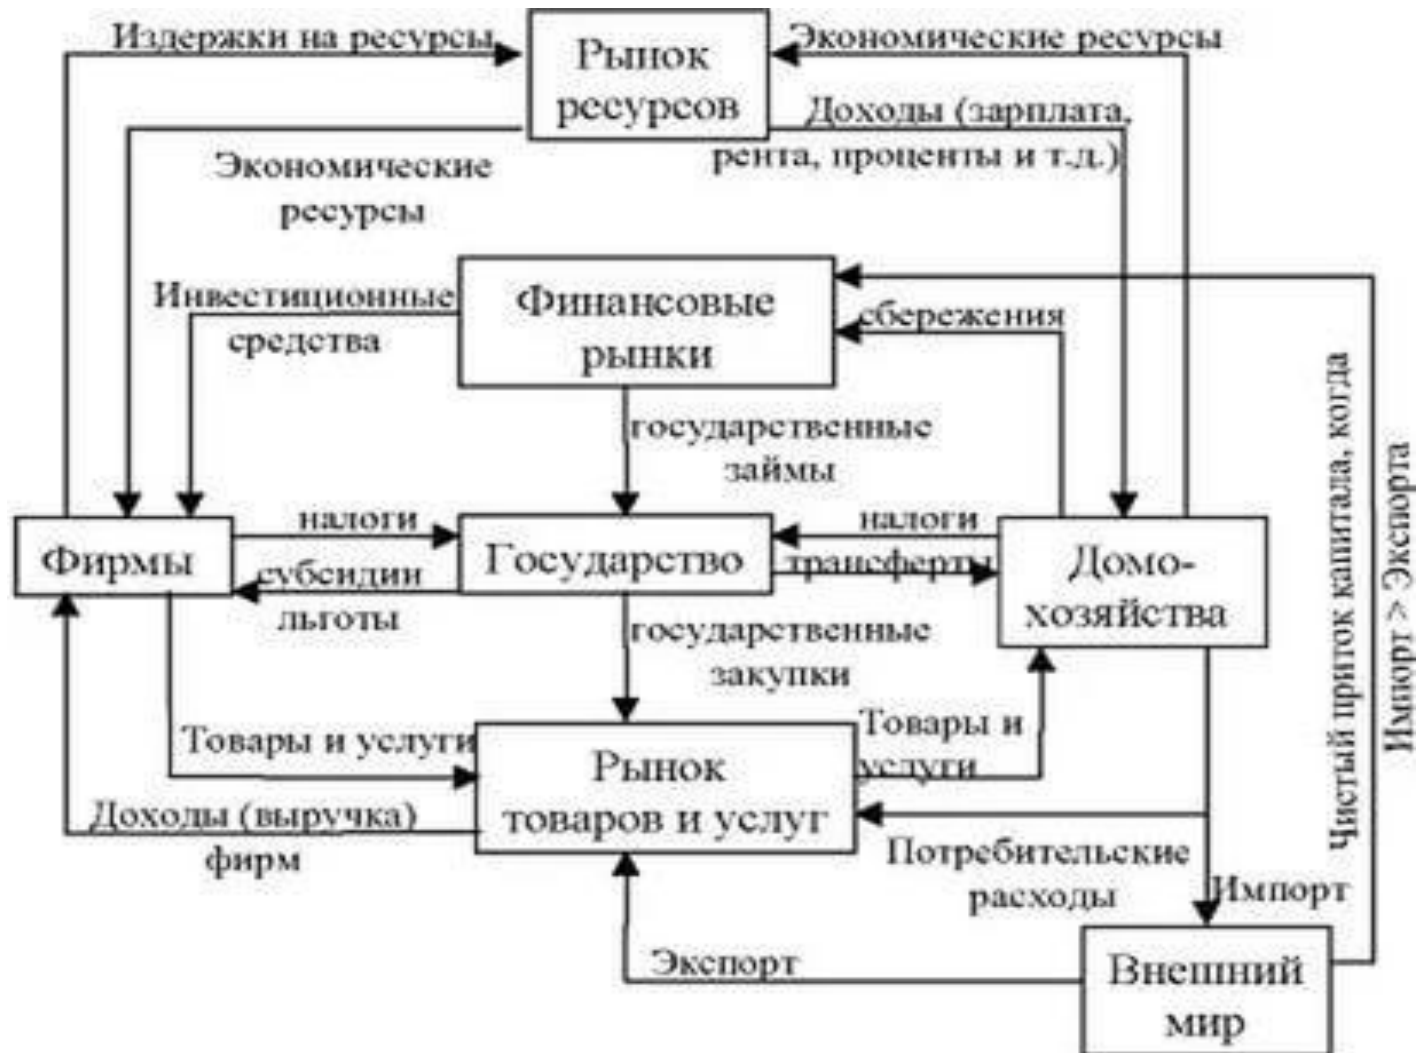 Издержки на ресурсы
Рынок
ресурсов
Экономические ресурсы
Доходы (зарплата,
рента, проценты и т.д.)
Экономические
ресурсы
Инвестиционные
средства
Финансовые
рынки
сбережения
государственные
займы
Чистый приток капитала, когда
Импорт > Экспорта
Фирмы
налоги
субсидии
льготы
Государство
налоги
трансферты
Домо-
хозяйства
государственные
закупки
Товары и услуги
Рынок
товаров и услуг
Товары и
услуги
Доходы (выручка)
фирм
Потребительские
расходы
Импорт
Экспорт
Внешний
мир